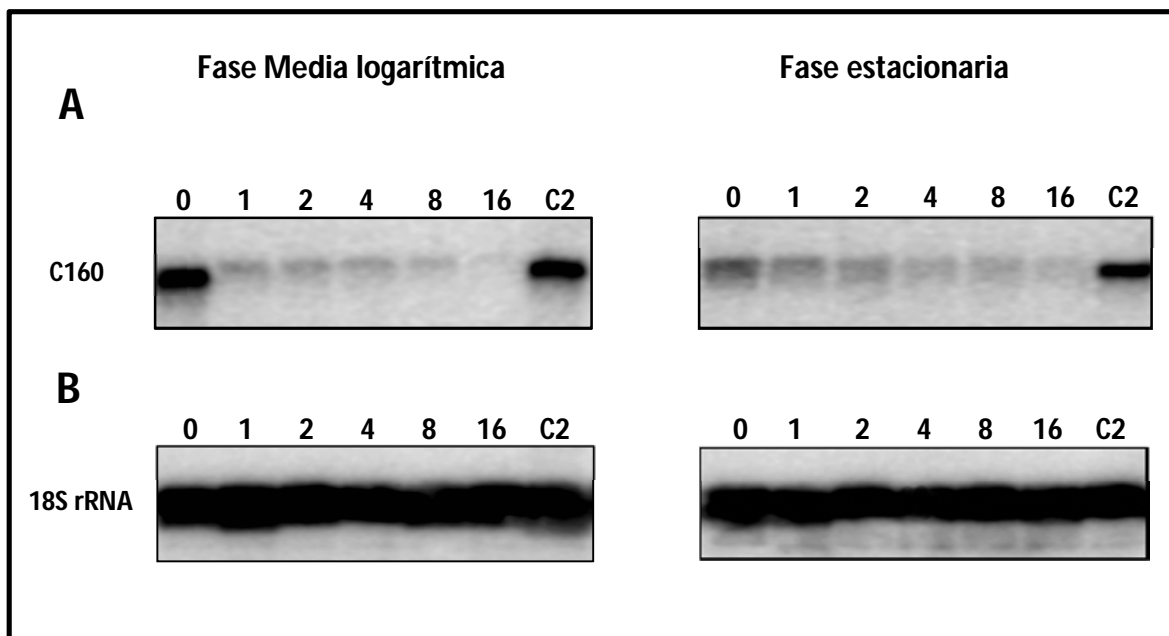 Fase Media logarítmica Fase estacionaria
A
0 1 2 4 8 16 C2 0 1 2 4 8 16 C2
C160
B
0 1 2 4 8 16 C2 0 1 2 4 8 16 C2
18S rRNA